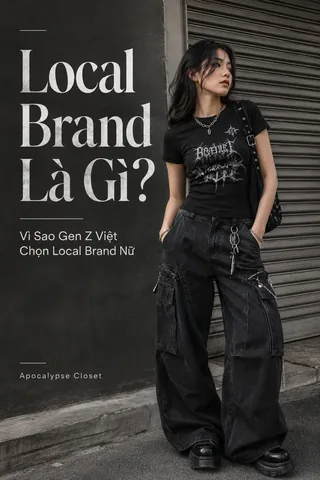 Local
Brand
Là Gì?
Vì Sao Gen Z Việt
Chọn Local Brand Nữ
Apocalypse Closet